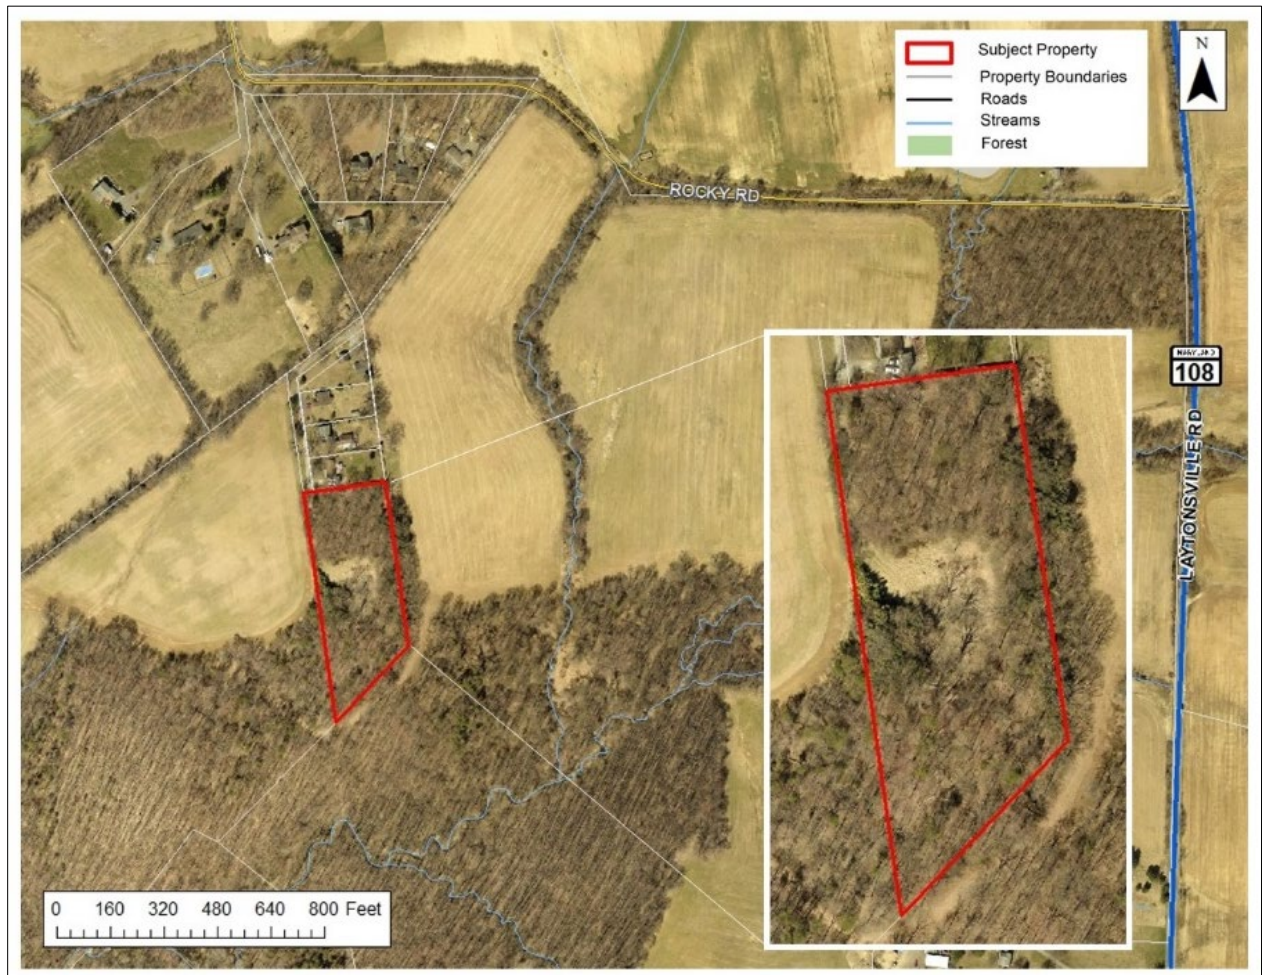 Subject Property
Property Boundaries
Roads
Streams
Forest
N
ROCKY RD
MARYLAND
108
LAYTONSVILLE RD
0 160 320 480 640 800 Feet